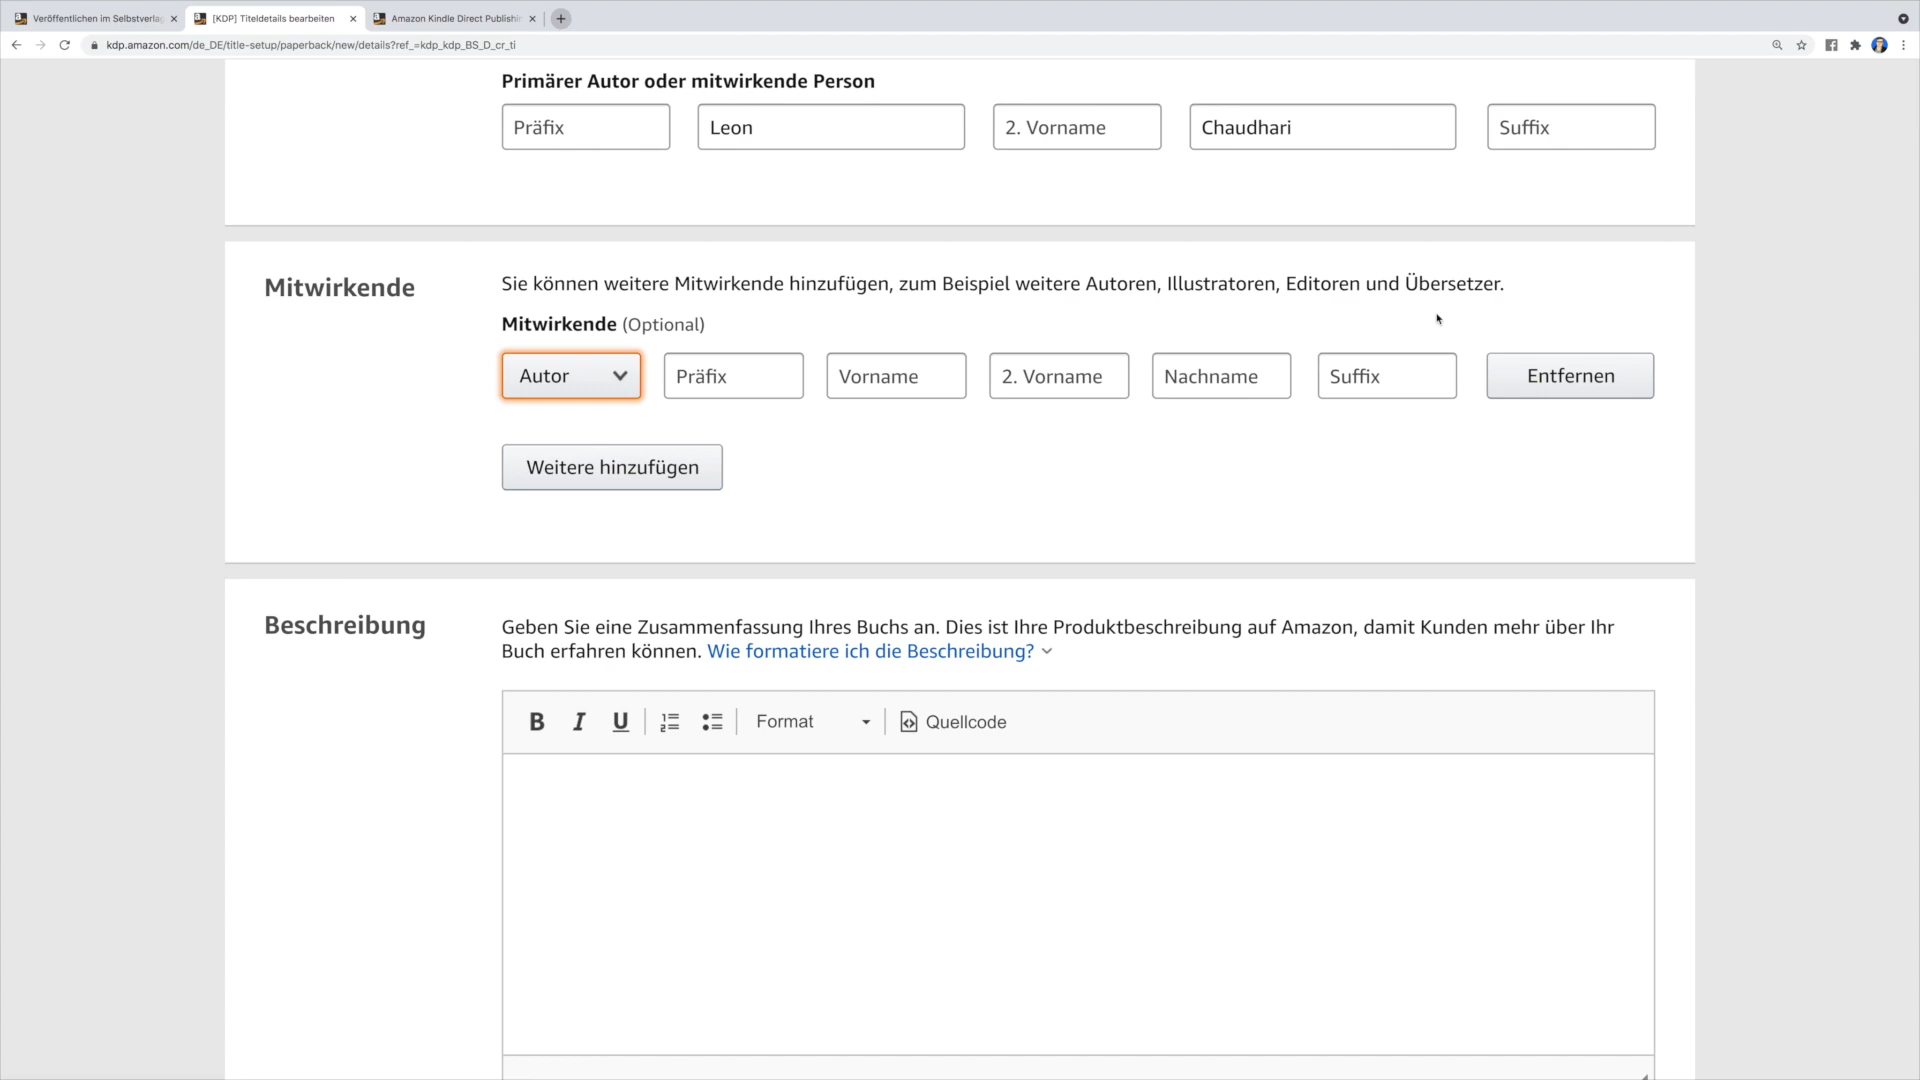 Veröffentlichen im Selbstverlag
[KDP] Titeldetails bearbeiten
Amazon Kindle Direct Publishin
kdp.amazon.com/de_DE/title-setup/paperback/new/details?ref_=kdp_kdp_BS_D_cr_ti
Primärer Autor oder mitwirkende Person
Präfix
Leon
2. Vorname
Chaudhari
Suffix
Mitwirkende
Sie können weitere Mitwirkende hinzufügen, zum Beispiel weitere Autoren, Illustratoren, Editoren und Übersetzer.
Mitwirkende (Optional)
Autor
Präfix
Vorname
2. Vorname
Nachname
Suffix
Entfernen
Weitere hinzufügen
Beschreibung
Geben Sie eine Zusammenfassung Ihres Buchs an. Dies ist Ihre Produktbeschreibung auf Amazon, damit Kunden mehr über Ihr
Buch erfahren können. Wie formatiere ich die Beschreibung?
B I U Format Quellcode